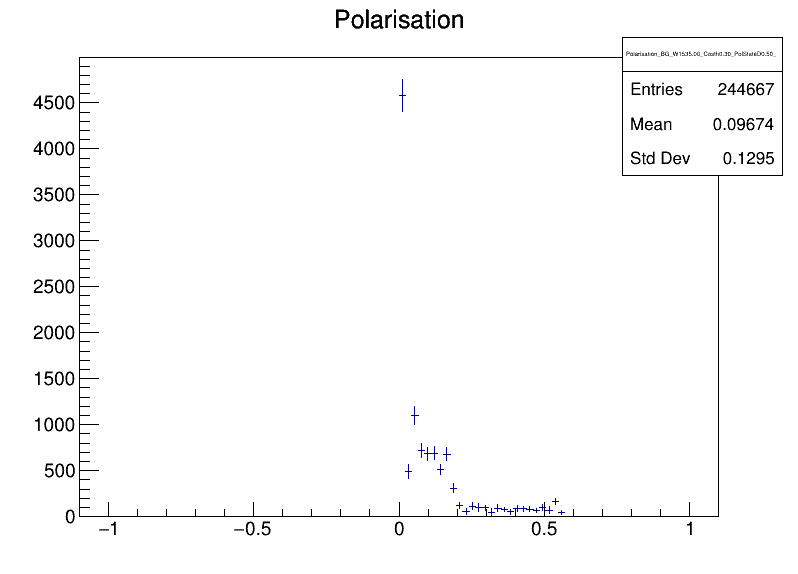 Polarisation
Polarisation_BG_W1535.00_Costh0.30_PolStateD0.50_
Entries 244667
Mean 0.09674
Std Dev 0.1295
4500
4000
3500
3000
2500
2000
1500
1000
500
0
−1 −0.5 0 0.5 1